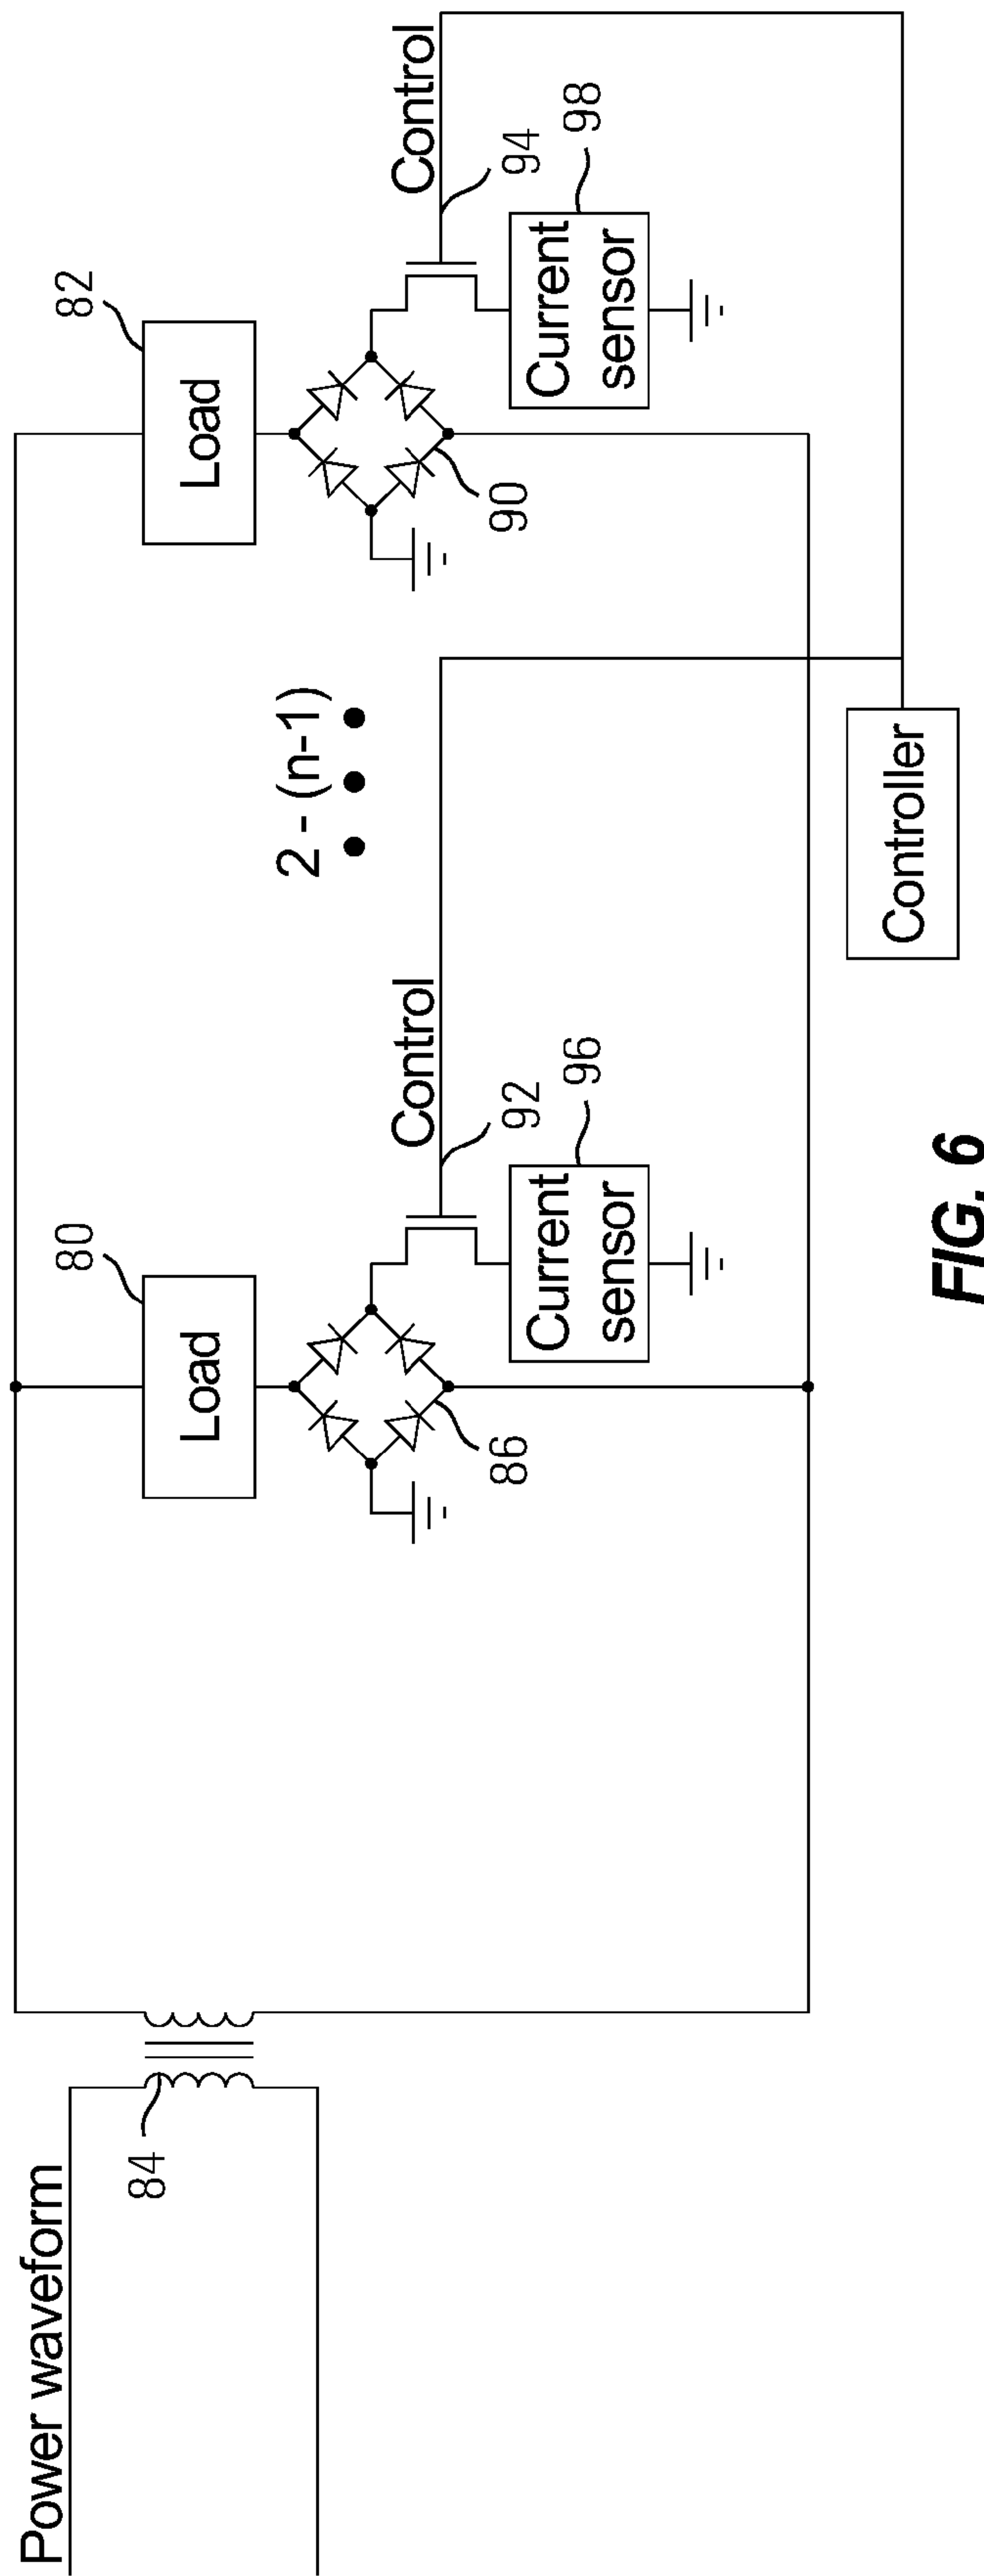 Power waveform
84
80
Load
86
Control
92
Current
sensor
96
2 - (n-1)
82
Load
90
Control
94
Current
sensor
98
Controller
FIG. 6